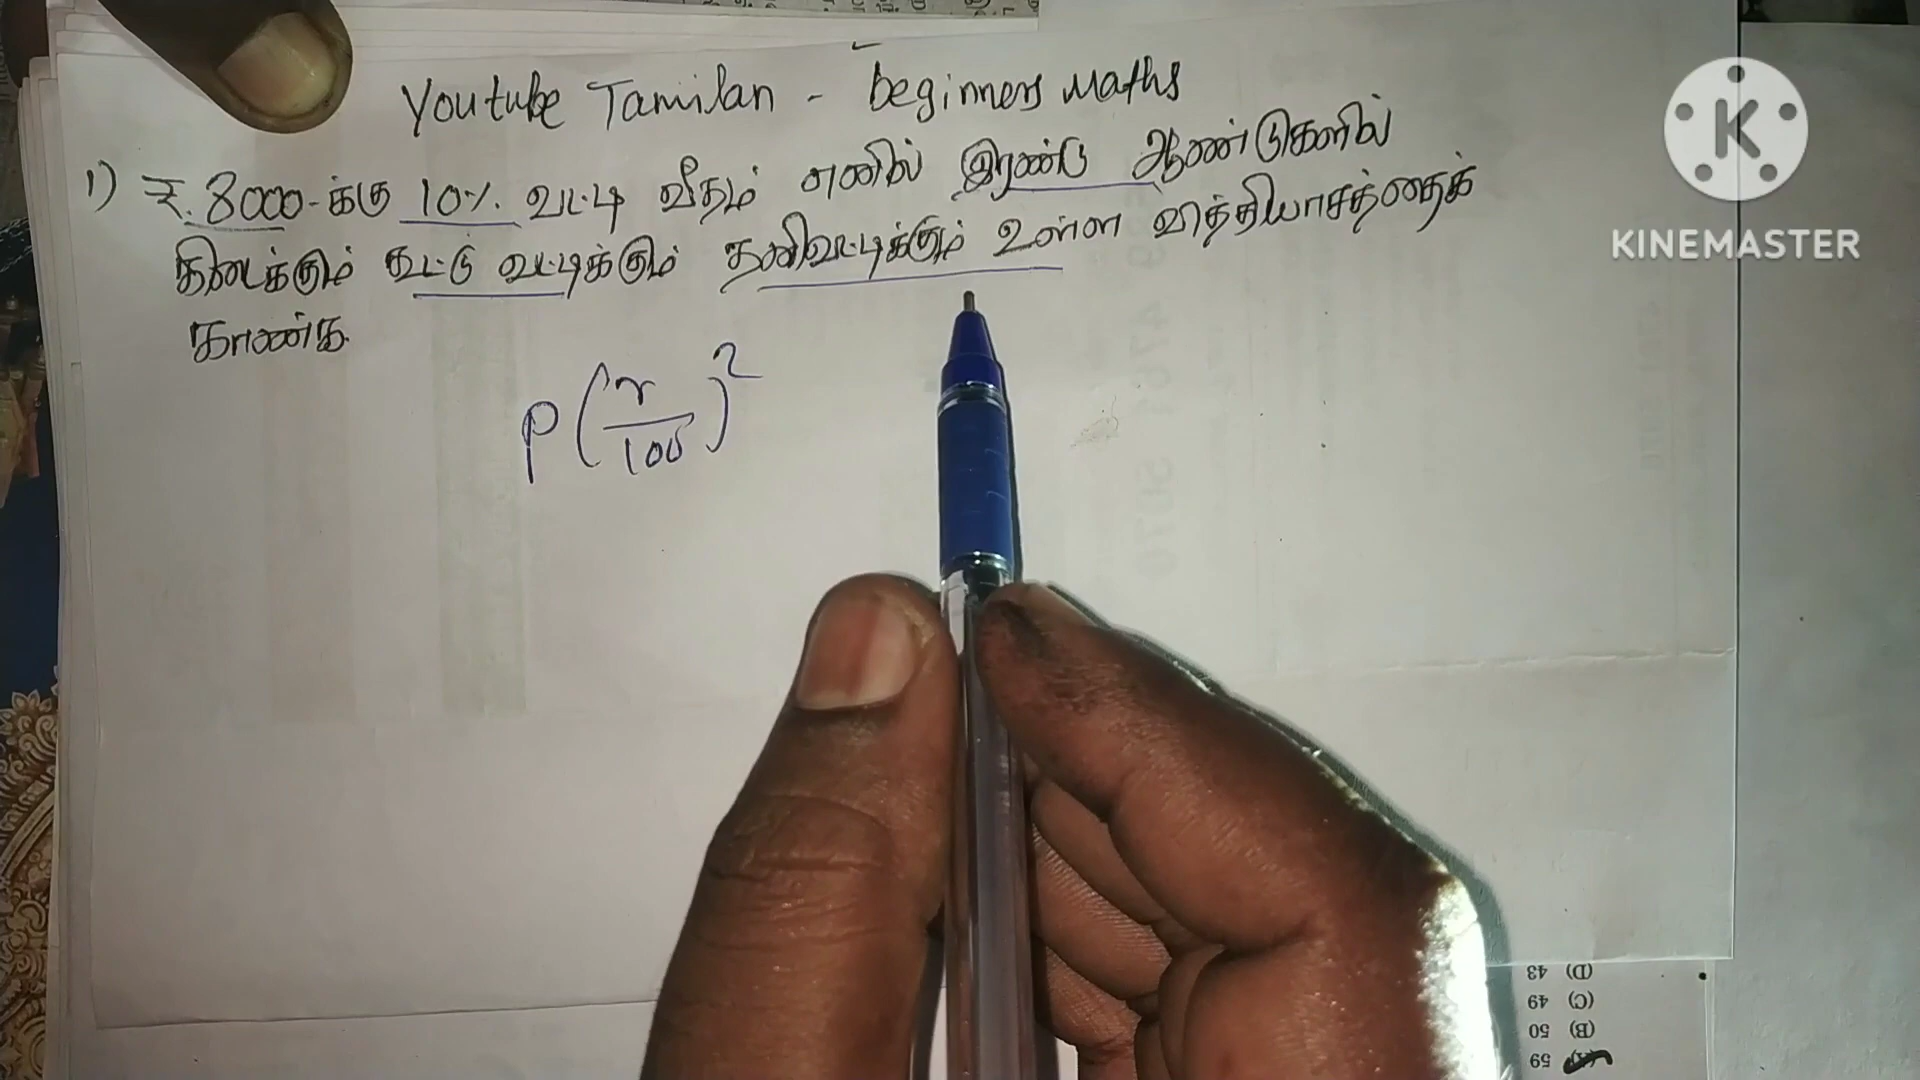 Youtube Tamilan - beginners Maths
1) ₹. 8000-க்கு 10% வட்டி வீதம் எனில் இரண்டு ஆண்டுகளில்
கிடைக்கும் கூட்டு வட்டிக்கும் தனிவட்டிக்கும் உள்ள வித்தியாசத்தைக்
காண்க.
P(r/100)²
K
KINEMASTER
(D) 43
(C) 49
(B) 50
59